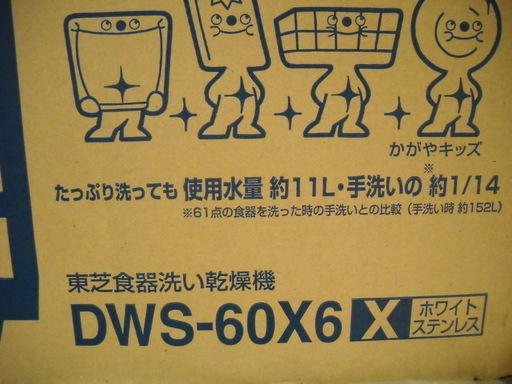 かがやキッズ
たっぷり洗っても 使用水量 約11L・手洗いの※約1/14
※61点の食器を洗った時の手洗いとの比較（手洗い時 約152L）
東芝食器洗い乾燥機
DWS-60X6 X ホワイト
ステンレス